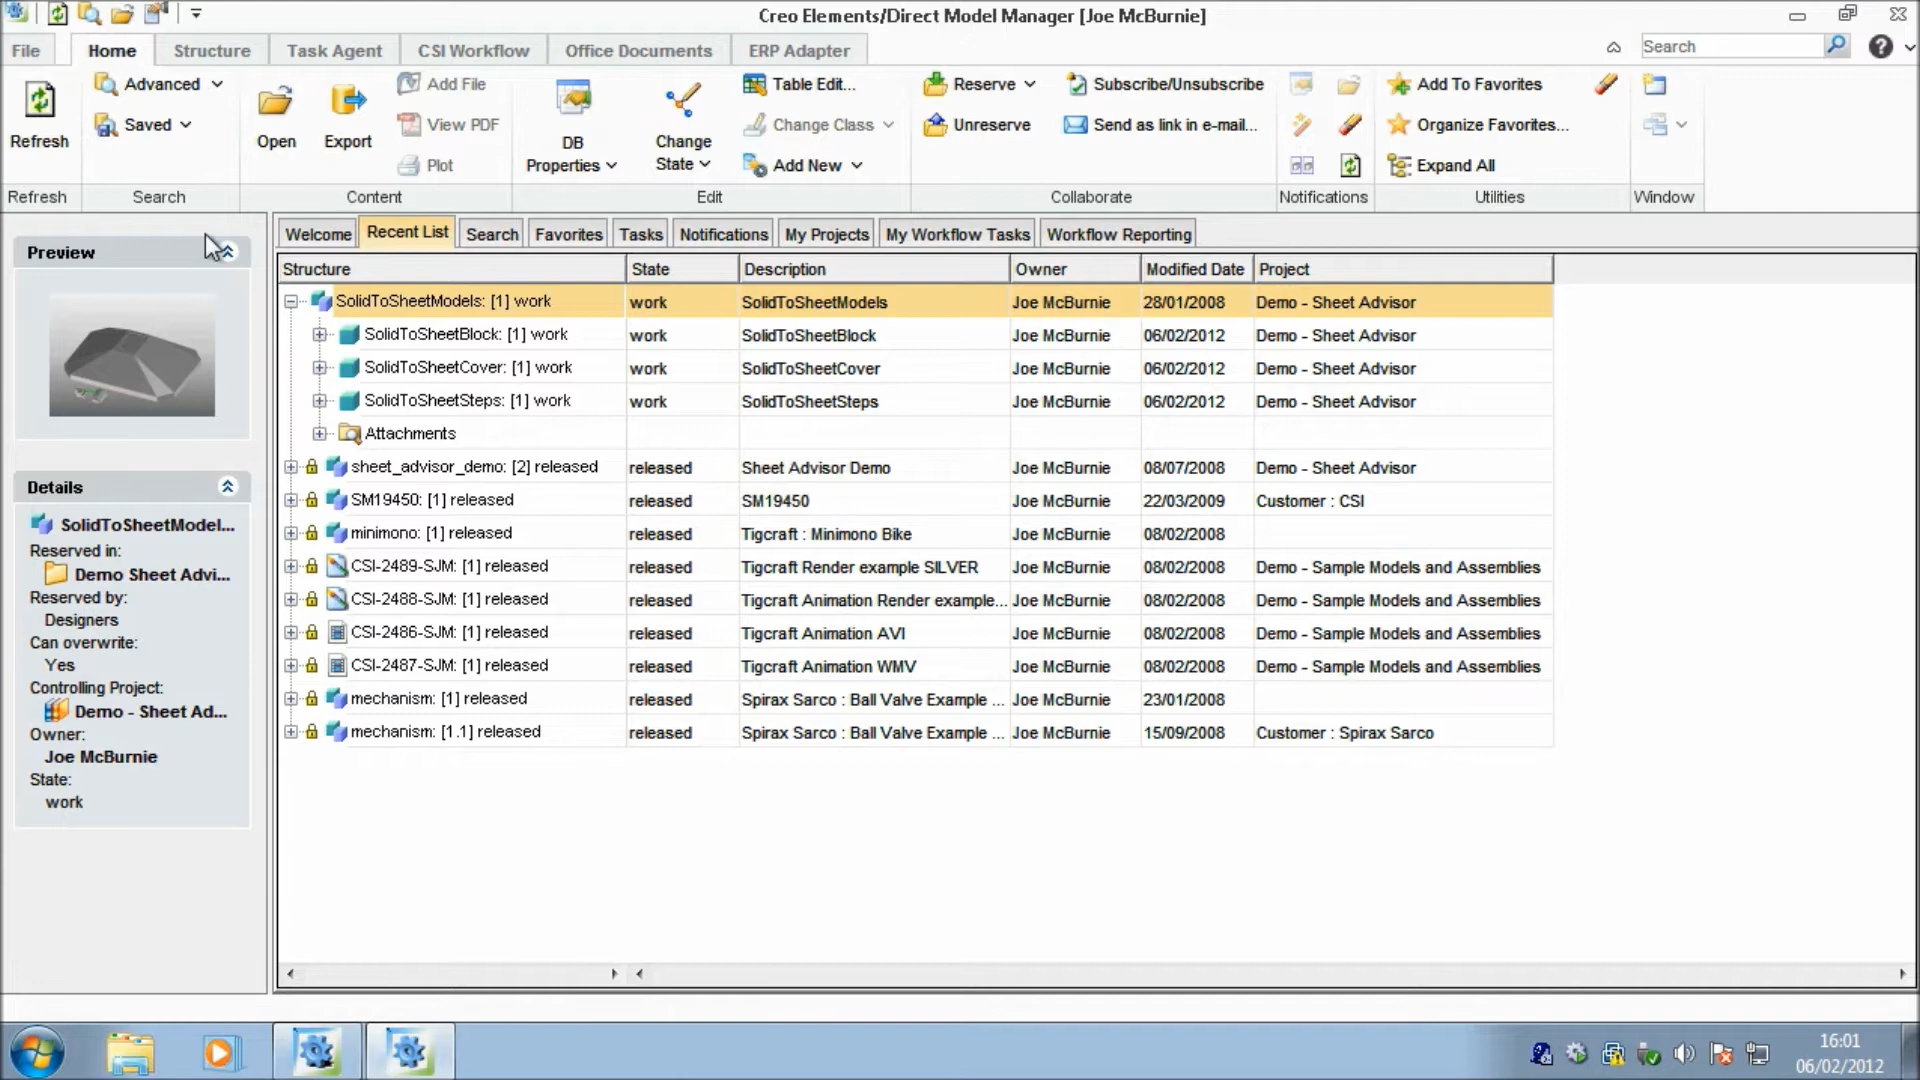 Creo Elements/Direct Model Manager [Joe McBurnie]
File Home Structure Task Agent CSI Workflow Office Documents ERP Adapter Search
Refresh Advanced Saved Open Export Add File View PDF Plot DB Properties Change State Table Edit... Change Class Add New Reserve Unreserve Subscribe/Unsubscribe Send as link in e-mail... Add To Favorites Organize Favorites... Expand All
Refresh Search Content Edit Collaborate Notifications Utilities Window
Welcome Recent List Search Favorites Tasks Notifications My Projects My Workflow Tasks Workflow Reporting
Preview
Details
SolidToSheetModel...
Reserved in:
Demo Sheet Advi...
Reserved by:
Designers
Can overwrite:
Yes
Controlling Project:
Demo - Sheet Ad...
Owner:
Joe McBurnie
State:
work
Structure State Description Owner Modified Date Project
SolidToSheetModels: [1] work work SolidToSheetModels Joe McBurnie 28/01/2008 Demo - Sheet Advisor
SolidToSheetBlock: [1] work work SolidToSheetBlock Joe McBurnie 06/02/2012 Demo - Sheet Advisor
SolidToSheetCover: [1] work work SolidToSheetCover Joe McBurnie 06/02/2012 Demo - Sheet Advisor
SolidToSheetSteps: [1] work work SolidToSheetSteps Joe McBurnie 06/02/2012 Demo - Sheet Advisor
Attachments
sheet_advisor_demo: [2] released released Sheet Advisor Demo Joe McBurnie 08/07/2008 Demo - Sheet Advisor
SM19450: [1] released released SM19450 Joe McBurnie 22/03/2009 Customer : CSI
minimono: [1] released released Tigcraft : Minimono Bike Joe McBurnie 08/02/2008
CSI-2489-SJM: [1] released released Tigcraft Render example SILVER Joe McBurnie 08/02/2008 Demo - Sample Models and Assemblies
CSI-2488-SJM: [1] released released Tigcraft Animation Render example... Joe McBurnie 08/02/2008 Demo - Sample Models and Assemblies
CSI-2486-SJM: [1] released released Tigcraft Animation AVI Joe McBurnie 08/02/2008 Demo - Sample Models and Assemblies
CSI-2487-SJM: [1] released released Tigcraft Animation WMV Joe McBurnie 08/02/2008 Demo - Sample Models and Assemblies
mechanism: [1] released released Spirax Sarco : Ball Valve Example ... Joe McBurnie 23/01/2008
mechanism: [1.1] released released Spirax Sarco : Ball Valve Example ... Joe McBurnie 15/09/2008 Customer : Spirax Sarco
16:01
06/02/2012